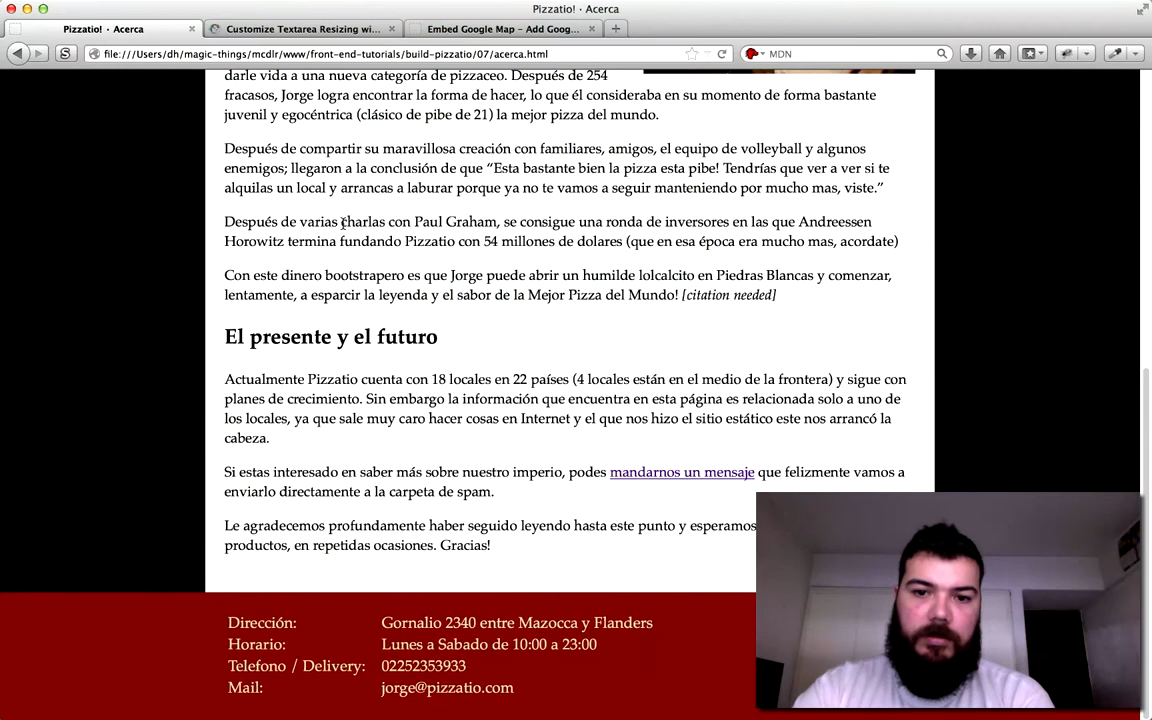 Pizzatio! · Acerca
Pizzatio! · Acerca
Customize Textarea Resizing wi...
Embed Google Map - Add Goog...
file:///Users/dh/magic-things/mcdlr/www/front-end-tutorials/build-pizzatio/07/acerca.html
MDN
darle vida a una nueva categoría de pizzaceo. Después de 254
fracasos, Jorge logra encontrar la forma de hacer, lo que él consideraba en su momento de forma bastante
juvenil y egocéntrica (clásico de pibe de 21) la mejor pizza del mundo.
Después de compartir su maravillosa creación con familiares, amigos, el equipo de volleyball y algunos
enemigos; llegaron a la conclusión de que “Esta bastante bien la pizza esta pibe! Tendrías que ver a ver si te
alquilas un local y arrancas a laburar porque ya no te vamos a seguir manteniendo por mucho mas, viste.”
Después de varias charlas con Paul Graham, se consigue una ronda de inversores en las que Andreessen
Horowitz termina fundando Pizzatio con 54 millones de dolares (que en esa época era mucho mas, acordate)
Con este dinero bootstrapero es que Jorge puede abrir un humilde lolcalcito en Piedras Blancas y comenzar,
lentamente, a esparcir la leyenda y el sabor de la Mejor Pizza del Mundo! [citation needed]
El presente y el futuro
Actualmente Pizzatio cuenta con 18 locales en 22 países (4 locales están en el medio de la frontera) y sigue con
planes de crecimiento. Sin embargo la información que encuentra en esta página es relacionada solo a uno de
los locales, ya que sale muy caro hacer cosas en Internet y el que nos hizo el sitio estático este nos arrancó la
cabeza.
Si estas interesado en saber más sobre nuestro imperio, podes mandarnos un mensaje que felizmente vamos a
enviarlo directamente a la carpeta de spam.
Le agradecemos profundamente haber seguido leyendo hasta este punto y esperamos
productos, en repetidas ocasiones. Gracias!
Dirección: Gornalio 2340 entre Mazocca y Flanders
Horario: Lunes a Sabado de 10:00 a 23:00
Telefono / Delivery: 02252353933
Mail: jorge@pizzatio.com